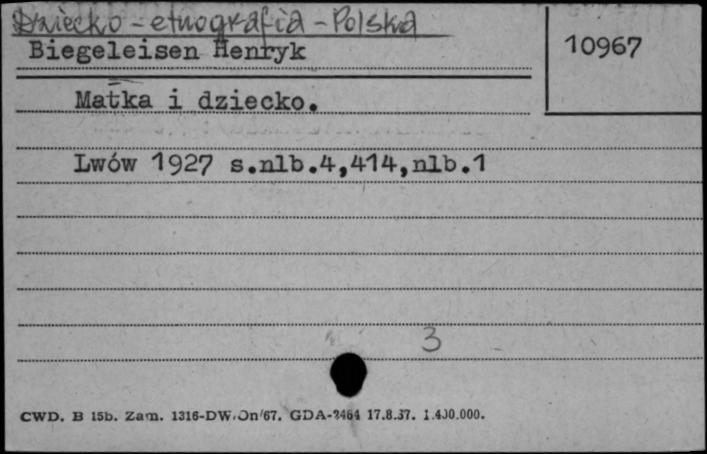 Dziecko - etnografia - Polska
Biegeleisen Henryk
10967
Matka i dziecko.
Lwów 1927 s.nlb.4,414,nlb.1
3
CWD. B 15b. Zam. 1316-DW/On/67. GDA-2464 17.8.67. 1.400.000.